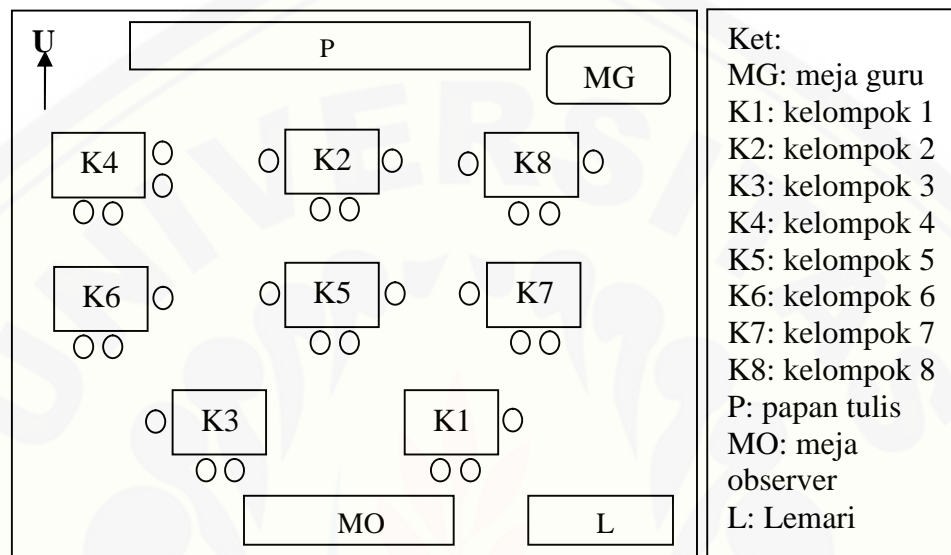 U
P
MG
K4
K2
K8
K6
K5
K7
K3
K1
MO
L
Ket:
MG: meja guru
K1: kelompok 1
K2: kelompok 2
K3: kelompok 3
K4: kelompok 4
K5: kelompok 5
K6: kelompok 6
K7: kelompok 7
K8: kelompok 8
P: papan tulis
MO: meja
observer
L: Lemari